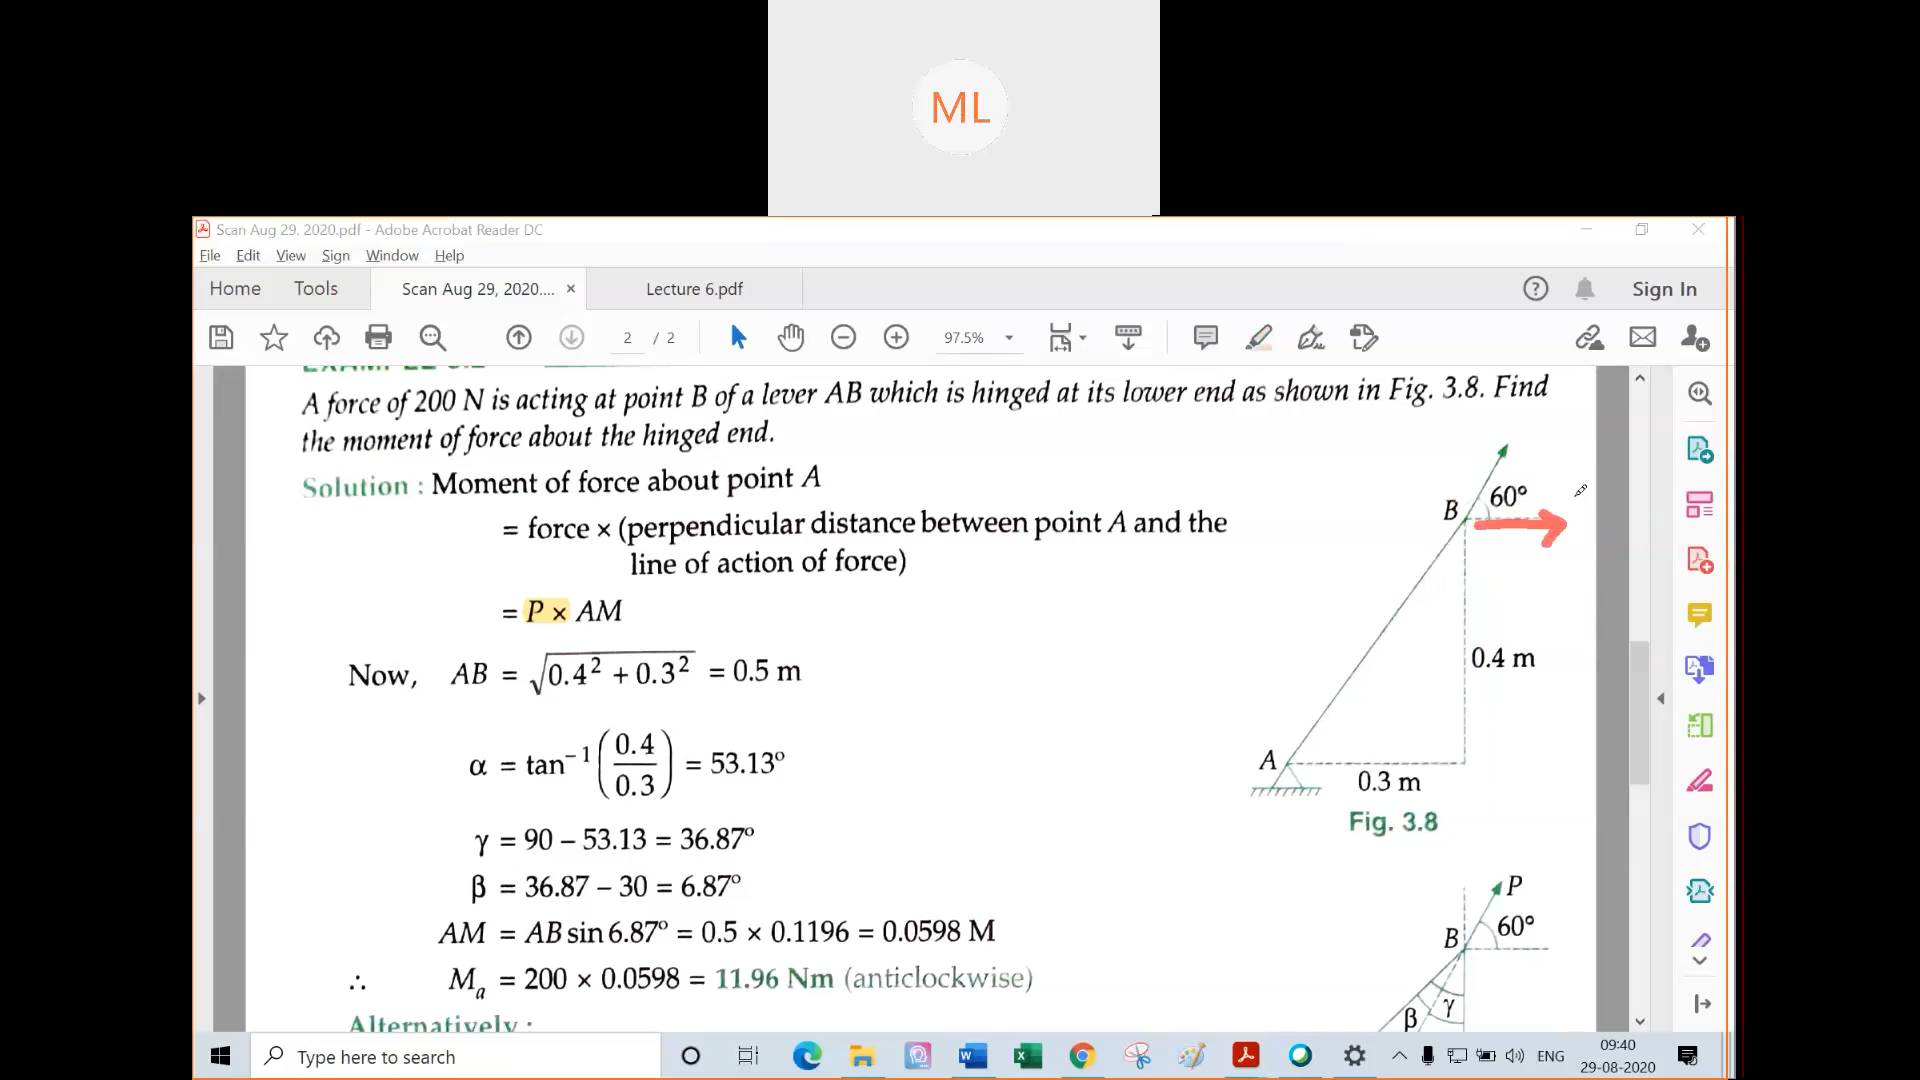 ML
Scan Aug 29, 2020.pdf - Adobe Acrobat Reader DC
File Edit View Sign Window Help
Home Tools Scan Aug 29, 2020.... × Lecture 6.pdf Sign In
2 / 2 97.5%
A force of 200 N is acting at point B of a lever AB which is hinged at its lower end as shown in Fig. 3.8. Find
the moment of force about the hinged end.
Solution : Moment of force about point A
= force × (perpendicular distance between point A and the
line of action of force)
= P × AM
Now, AB = √0.4² + 0.3² = 0.5 m
α = tan⁻¹ (0.4/0.3) = 53.13º
γ = 90 – 53.13 = 36.87º
β = 36.87 – 30 = 6.87º
AM = AB sin 6.87º = 0.5 × 0.1196 = 0.0598 M
∴ Mₐ = 200 × 0.0598 = 11.96 Nm (anticlockwise)
Alternatively :
B 60º
0.4 m
A
0.3 m
Fig. 3.8
P
B 60º
β γ
Type here to search
ENG
09:40
29-08-2020